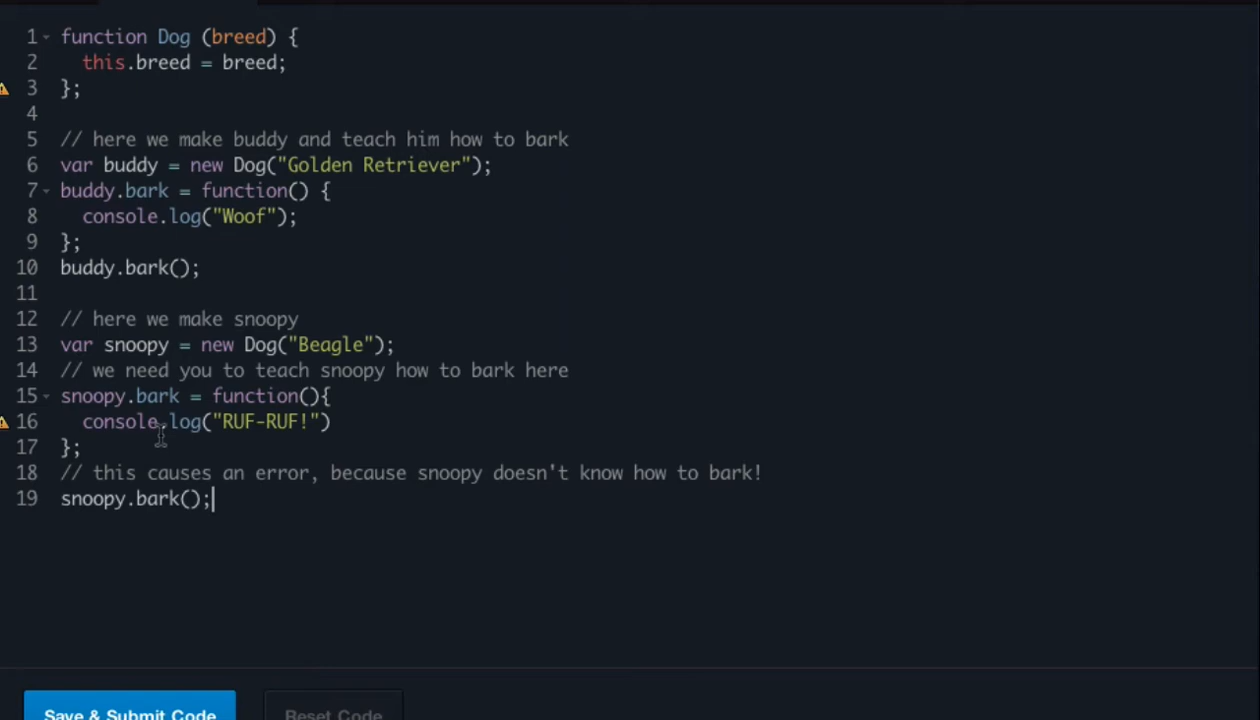 1 function Dog (breed) {
2 this.breed = breed;
3 };
4
5 // here we make buddy and teach him how to bark
6 var buddy = new Dog("Golden Retriever");
7 buddy.bark = function() {
8 console.log("Woof");
9 };
10 buddy.bark();
11
12 // here we make snoopy
13 var snoopy = new Dog("Beagle");
14 // we need you to teach snoopy how to bark here
15 snoopy.bark = function(){
16 console.log("RUF-RUF!")
17 };
18 // this causes an error, because snoopy doesn't know how to bark!
19 snoopy.bark();
Save & Submit Code
Reset Code